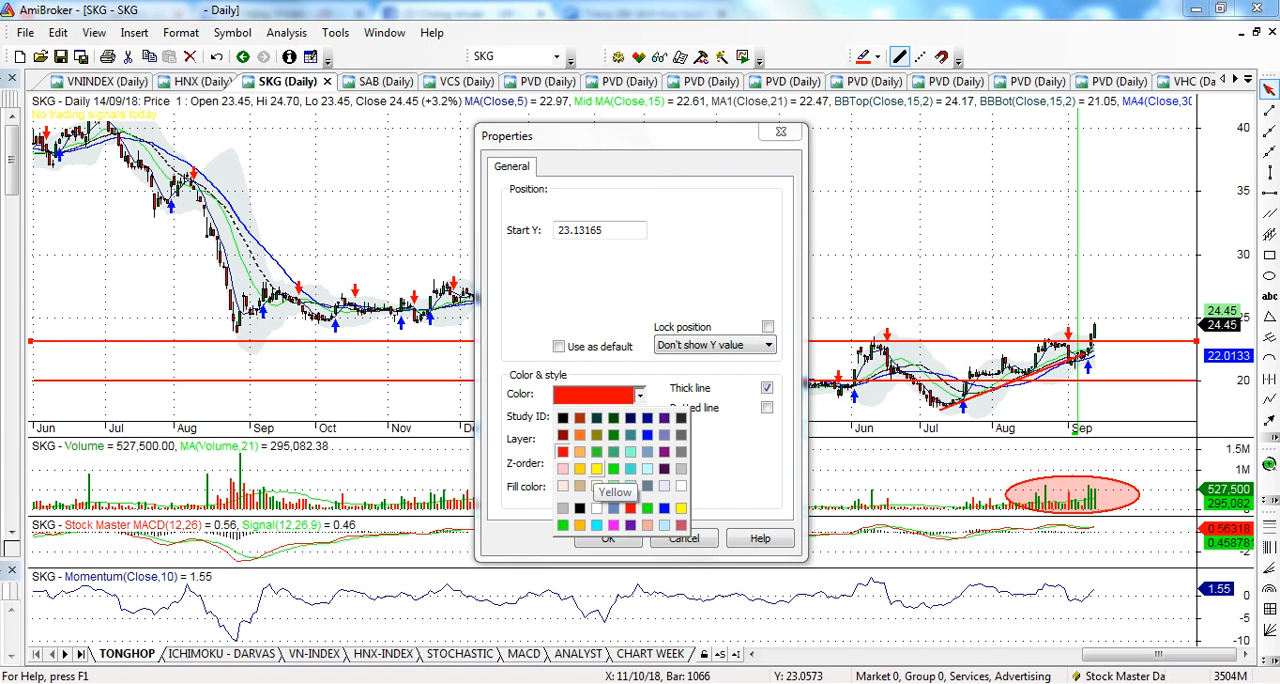 AmiBroker - [SKG - SKG - Daily]
File Edit View Insert Format Symbol Analysis Tools Window Help
SKG
VNINDEX (Daily) HNX (Daily) SKG (Daily) SAB (Daily) VCS (Daily) PVD (Daily) PVD (Daily) PVD (Daily) PVD (Daily) PVD (Daily) PVD (Daily) PVD (Daily) PVD (Daily) VHC (Da
SKG - Daily 14/09/18: Price 1 : Open 23.45, Hi 24.70, Lo 23.45, Close 24.45 (+3.2%) MA(Close,5) = 22.97, Mid MA(Close,15) = 22.61, MA1(Close,21) = 22.47, BBTop(Close,15,2) = 24.17, BBBot(Close,15,2) = 21.05, MA4(Close,30
No trading signals today
40
35
30
25
24.45
24.45
22.0133
20
Properties
General
Position:
Start Y: 23.13165
Lock position
Use as default Don't show Y value
Color & style
Color: Thick line
Study ID: Dotted line
Layer:
Z-order:
Fill color:
Yellow
OK Cancel Help
abc
Jun Jul Aug Sep Oct Nov De Jun Jul Aug Sep
SKG - Volume = 527,500.00, MA(Volume,21) = 295,082.38
1.5M
1M
527,500
295,082
SKG - Stock Master MACD(12,26) = 0.56, Signal(12,26,9) = 0.46
0.56318
0.45878
-2
SKG - Momentum(Close,10) = 1.55
1.55
0
-5
-10
TONGHOP ICHIMOKU - DARVAS VN-INDEX HNX-INDEX STOCHASTIC MACD ANALYST CHART WEEK
For Help, press F1 X: 11/10/18, Bar: 1066 Y: 23.0573 Market 0, Group 0, Services, Advertising Stock Master Da 3504M